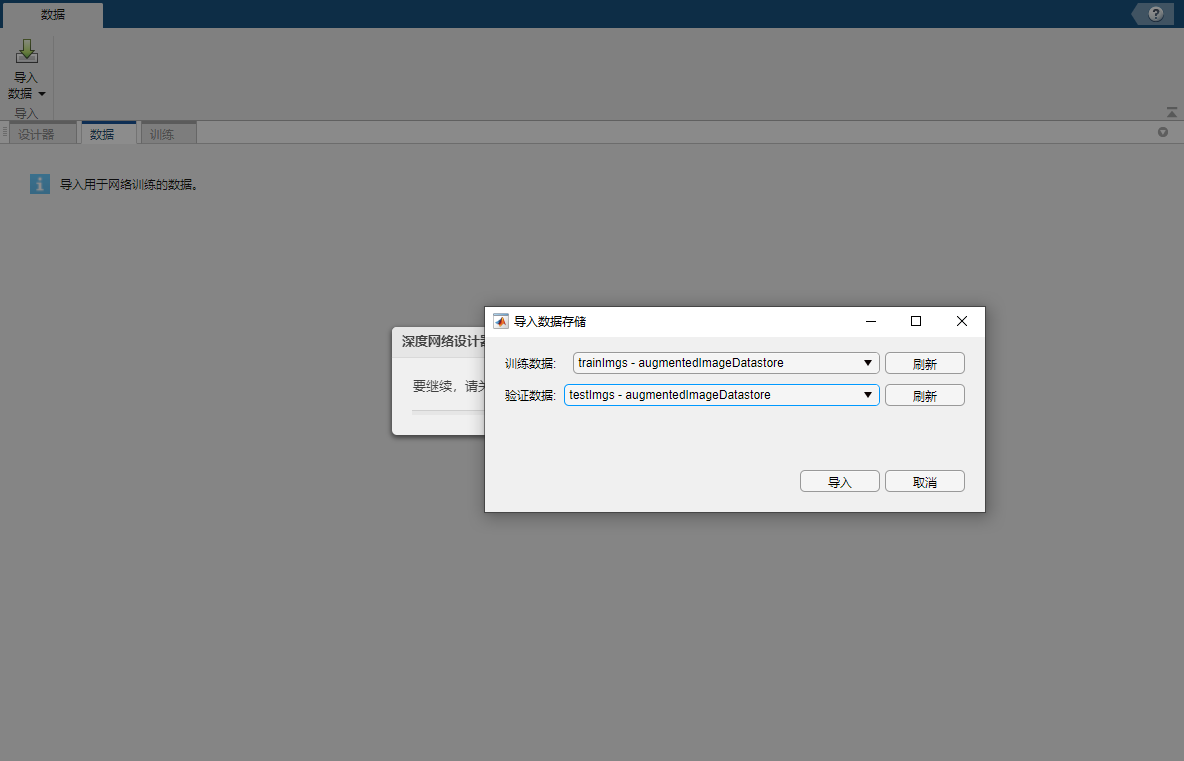 数据
?
导入
数据
导入
设计器
数据
训练
导入用于网络训练的数据。
深度网络设计器
要继续，请关
导入数据存储
训练数据:
trainImgs - augmentedImageDatastore
刷新
验证数据:
testImgs - augmentedImageDatastore
刷新
导入
取消